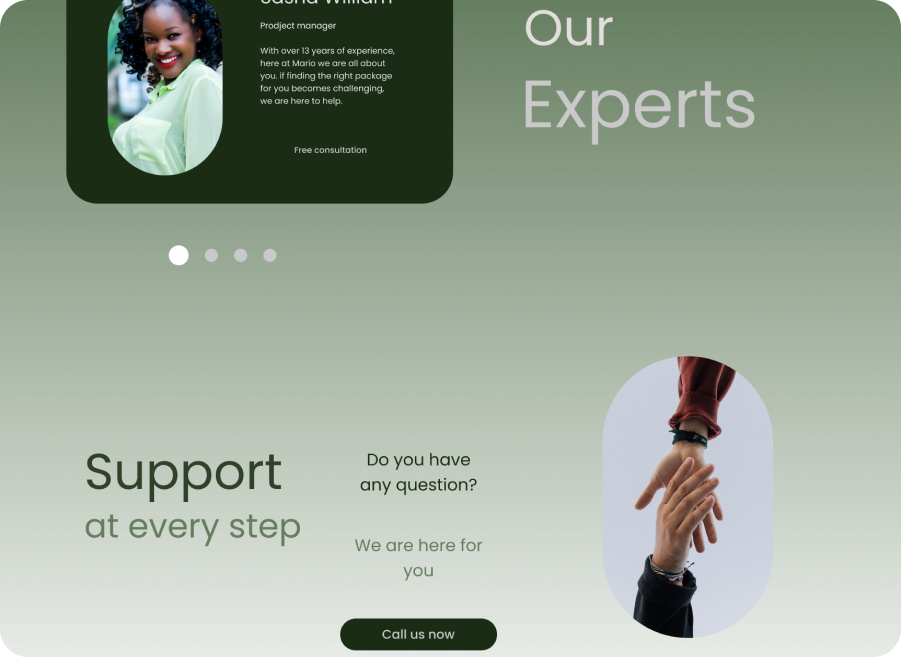 Sasha William
Prodject manager
With over 13 years of experience,
here at Mario we are all about
you. if finding the right package
for you becomes challenging,
we are here to help.
Free consultation
Our
Experts
Support
at every step
Do you have
any question?
We are here for
you
Call us now